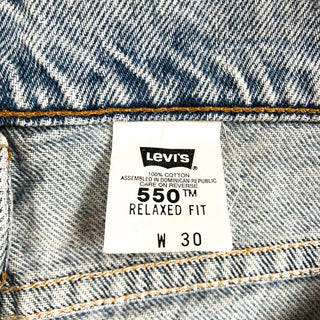 LEVI'S
100% COTTON
ASSEMBLED IN DOMINICAN REPUBLIC
CARE ON REVERSE
550™
RELAXED FIT
W 30